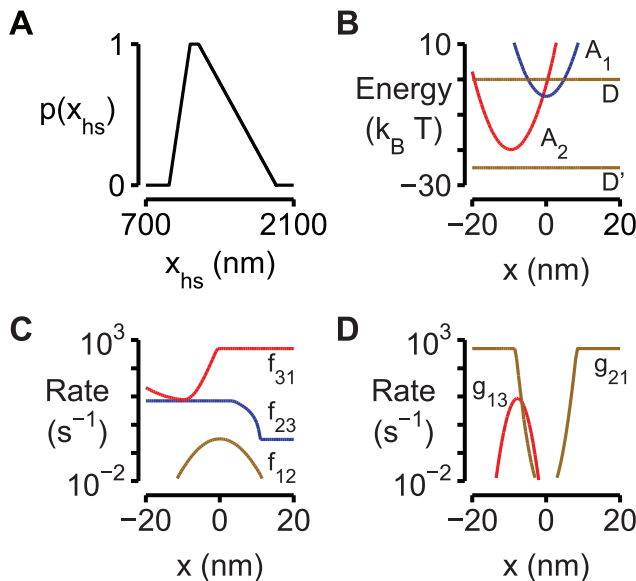 A
1
p(x_hs)
0
700 2100
x_hs (nm)
B
10
A_1
Energy
D
(k_B T)
A_2
−30
D’
−20 0 20
x (nm)
C
10^3
f_31
Rate
f_23
(s^−1)
f_12
10^−2
−20 0 20
x (nm)
D
10^3
g_21
Rate
g_13
(s^−1)
10^−2
−20 0 20
x (nm)